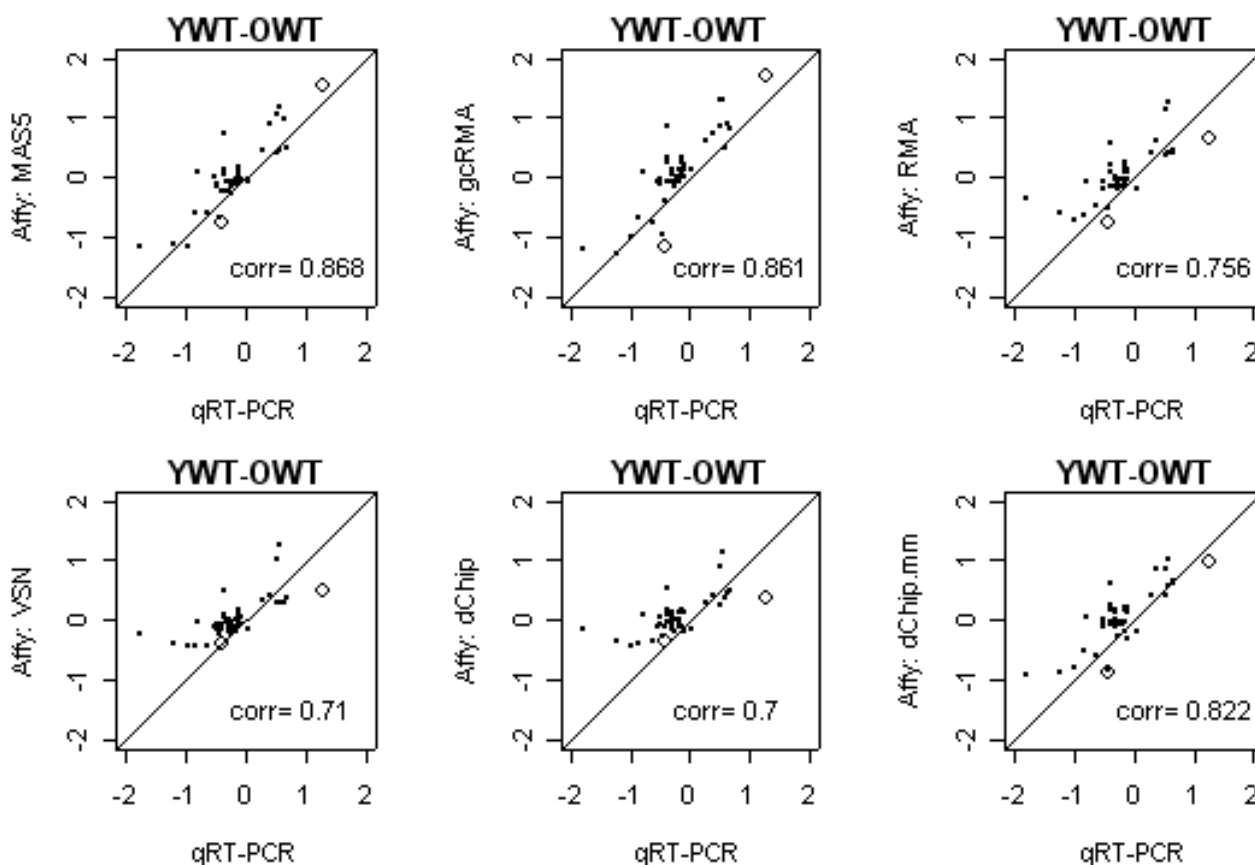 YWT-OWT
Affy: MAS5
2
1
0
-1
-2
corr= 0.868
-2 -1 0 1 2
qRT-PCR
YWT-OWT
Affy: gcRMA
2
1
0
-1
-2
corr= 0.861
-2 -1 0 1 2
qRT-PCR
YWT-OWT
Affy: RMA
2
1
0
-1
-2
corr= 0.756
-2 -1 0 1 2
qRT-PCR
YWT-OWT
Affy: VSN
2
1
0
-1
-2
corr= 0.71
-2 -1 0 1 2
qRT-PCR
YWT-OWT
Affy: dChip
2
1
0
-1
-2
corr= 0.7
-2 -1 0 1 2
qRT-PCR
YWT-OWT
Affy: dChip.mm
2
1
0
-1
-2
corr= 0.822
-2 -1 0 1 2
qRT-PCR